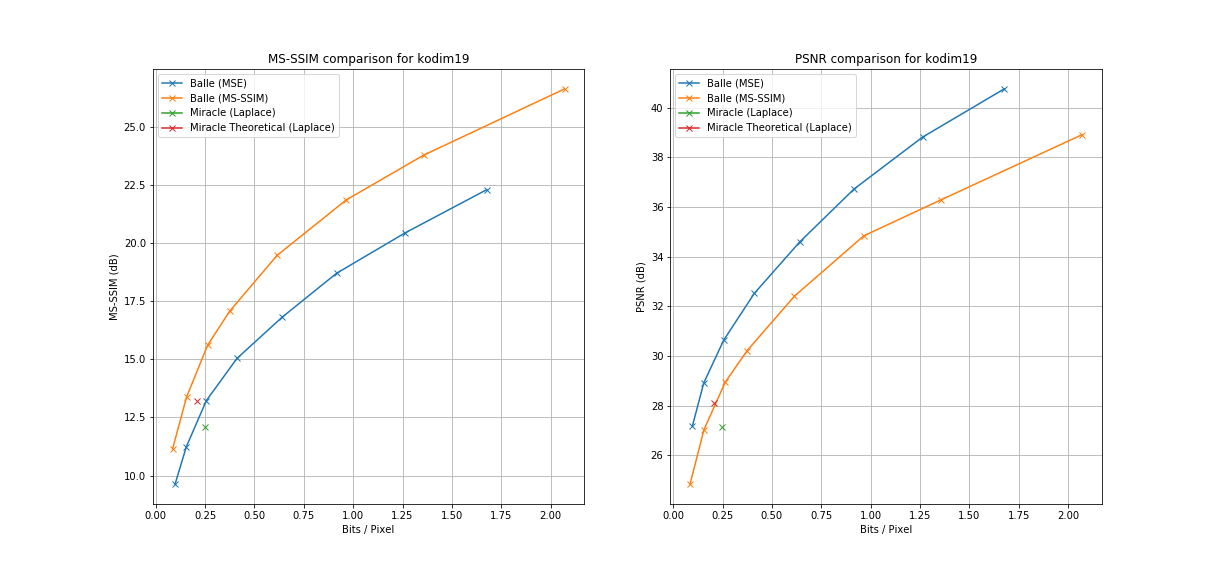 MS-SSIM comparison for kodim19
Balle (MSE)
Balle (MS-SSIM)
Miracle (Laplace)
Miracle Theoretical (Laplace)
MS-SSIM (dB)
25.0
22.5
20.0
17.5
15.0
12.5
10.0
0.00 0.25 0.50 0.75 1.00 1.25 1.50 1.75 2.00
Bits / Pixel
PSNR comparison for kodim19
Balle (MSE)
Balle (MS-SSIM)
Miracle (Laplace)
Miracle Theoretical (Laplace)
PSNR (dB)
40
38
36
34
32
30
28
26
0.00 0.25 0.50 0.75 1.00 1.25 1.50 1.75 2.00
Bits / Pixel